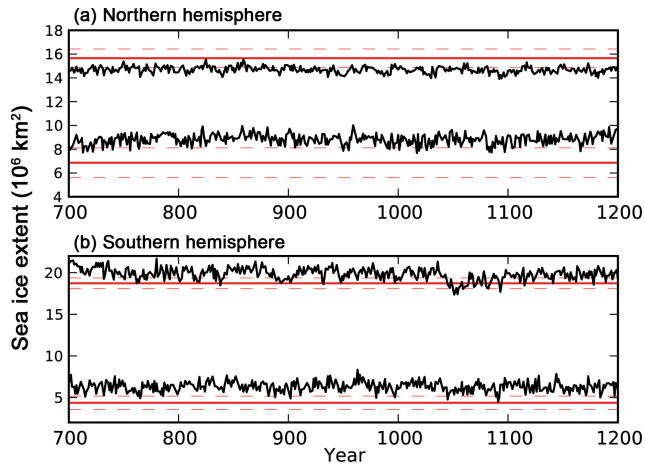 (a) Northern hemisphere
18
16
14
12
10
8
6
4
700 800 900 1000 1100 1200
Sea ice extent (10⁶ km²)
(b) Southern hemisphere
20
15
10
5
700 800 900 1000 1100 1200
Year